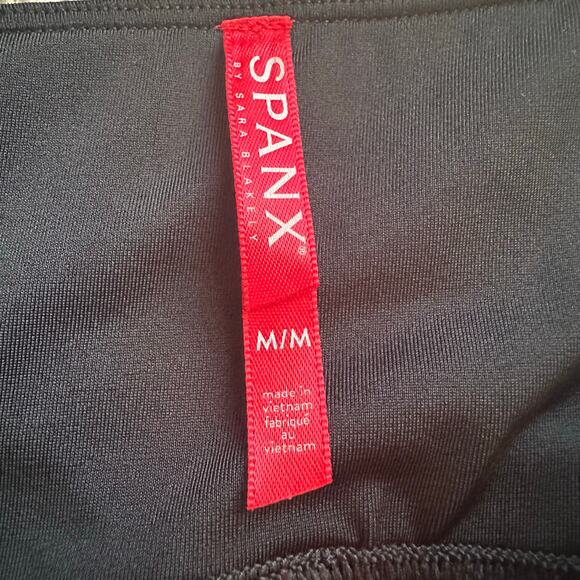 SPANX®
BY SARA BLAKELY
M/M
made in
vietnam
fabriqué
au
vietnam